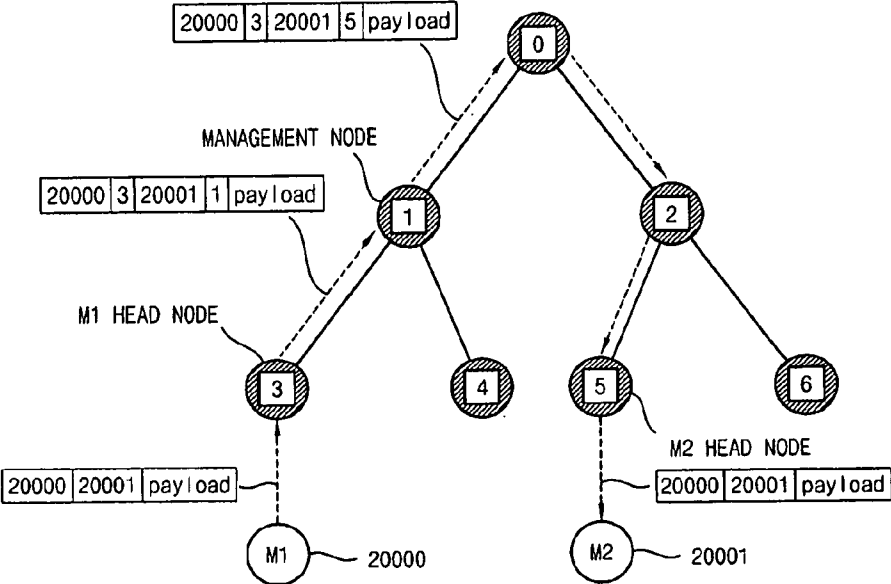 20000 3 20001 5 payload
0
MANAGEMENT NODE
20000 3 20001 1 payload
1
2
M1 HEAD NODE
3
4
5
6
M2 HEAD NODE
20000 20001 payload
20000 20001 payload
M1
20000
M2
20001